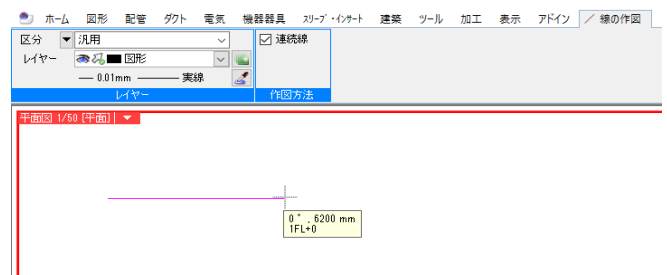 ホーム 図形 配管 ダクト 電気 機器器具 スリーブ・インサート 建築 ツール 加工 表示 アドイン 線の作図
区分 汎用
連続線
レイヤー 図形
0.01mm 実線
レイヤー 作図方法
平面図 1/50 [平面]
0°, 6200 mm
1FL+0